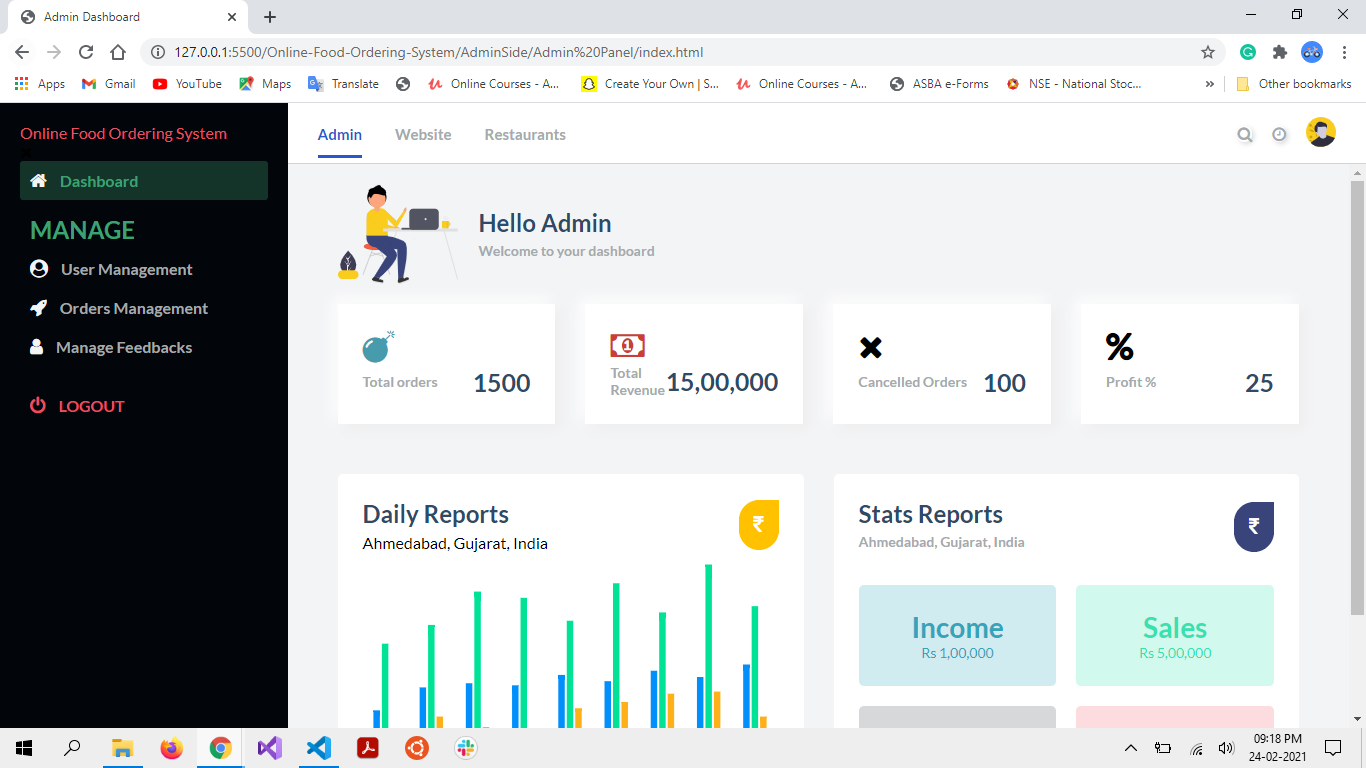 Admin Dashboard
127.0.0.1:5500/Online-Food-Ordering-System/AdminSide/Admin%20Panel/index.html
Apps
Gmail
YouTube
Maps
Translate
Online Courses - A...
Create Your Own | S...
Online Courses - A...
ASBA e-Forms
NSE - National Stoc...
»
Other bookmarks
Online Food Ordering System
Dashboard
MANAGE
User Management
Orders Management
Manage Feedbacks
LOGOUT
Admin
Website
Restaurants
Hello Admin
Welcome to your dashboard
Total orders
1500
Total
Revenue
15,00,000
Cancelled Orders
100
%
Profit %
25
Daily Reports
Ahmedabad, Gujarat, India
₹
Stats Reports
Ahmedabad, Gujarat, India
₹
Income
Rs 1,00,000
Sales
Rs 5,00,000
09:18 PM
24-02-2021